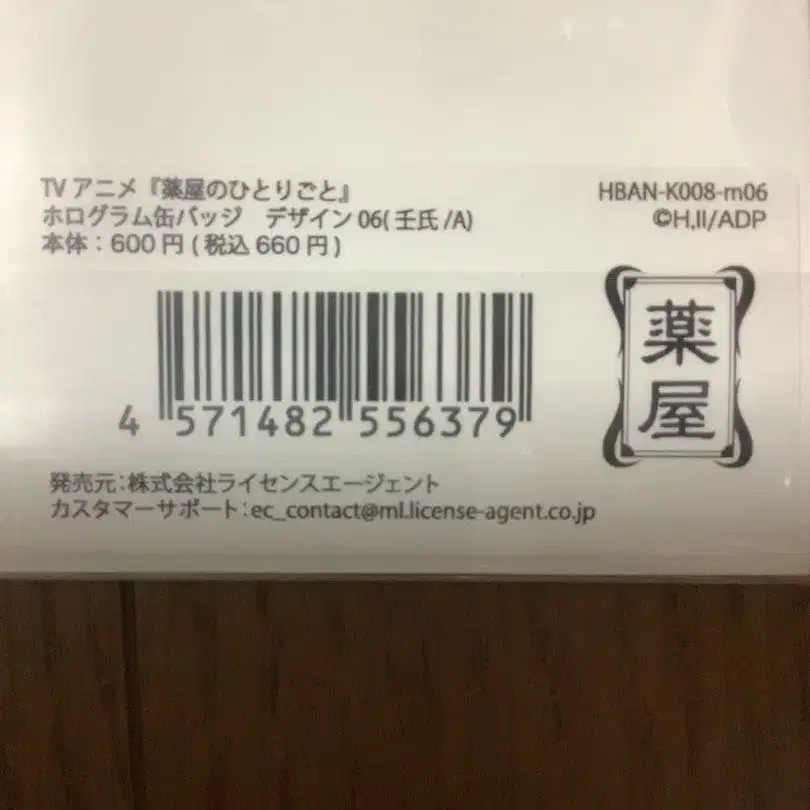 TVアニメ『薬屋のひとりごと』
ホログラム缶バッジ デザイン06(壬氏/A)
本体：600円(税込660円)
HBAN-K008-m06
©H,II/ADP
4 571482 556379
薬屋
発売元:株式会社ライセンスエージェント
カスタマーサポート:ec_contact@ml.license-agent.co.jp